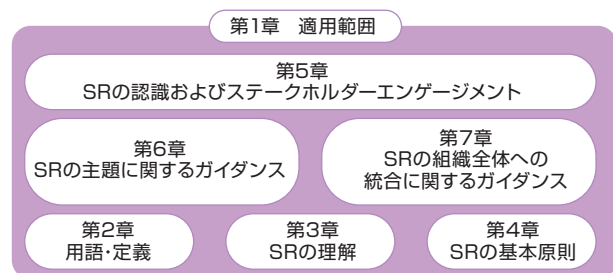 第1章　適用範囲
第5章
SRの認識およびステークホルダーエンゲージメント
第6章
SRの主題に関するガイダンス
第7章
SRの組織全体への
統合に関するガイダンス
第2章
用語・定義
第3章
SRの理解
第4章
SRの基本原則